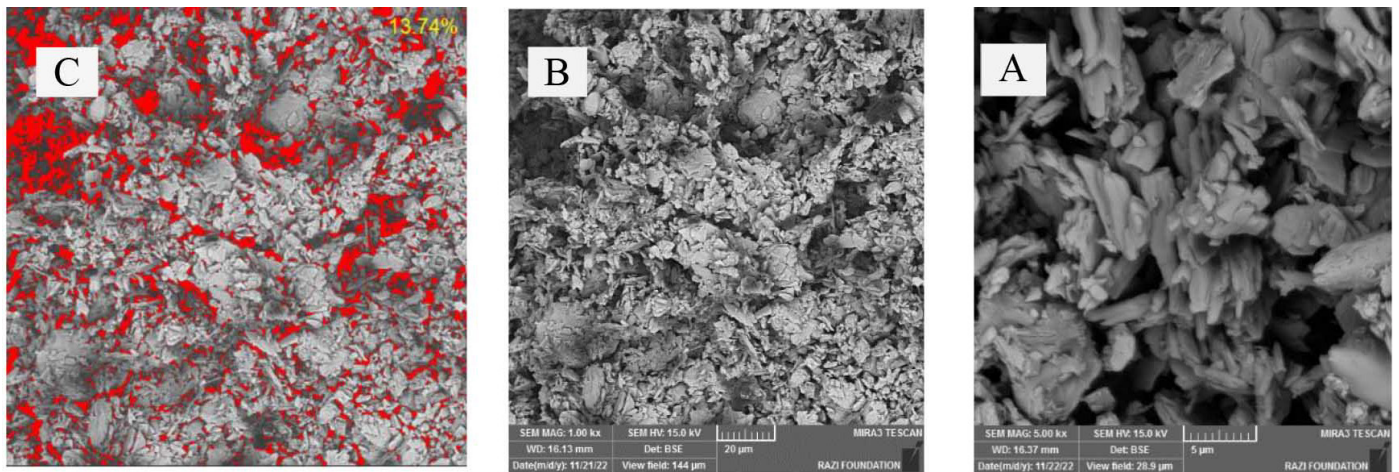 C
13.74%
B
SEM MAG: 1.00 kx
SEM HV: 15.0 kV
MIRA3 TESCAN
WD: 16.13 mm
Det: BSE
20 µm
Date(m/d/y): 11/21/22
View field: 144 µm
RAZI FOUNDATION
A
SEM MAG: 5.00 kx
SEM HV: 15.0 kV
MIRA3 TESCAN
WD: 16.37 mm
Det: BSE
5 µm
Date(m/d/y): 11/22/22
View field: 28.9 µm
RAZI FOUNDATION